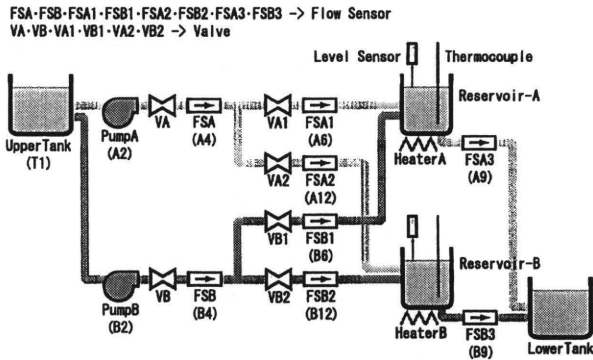 FSA·FSB·FSA1·FSB1·FSA2·FSB2·FSA3·FSB3 -> Flow Sensor
VA·VB·VA1·VB1·VA2·VB2 -> Valve
Level Sensor
Thermocouple
Reservoir-A
UpperTank
(T1)
PumpA
(A2)
VA
FSA
(A4)
VA1
FSA1
(A6)
HeaterA
FSA3
(A9)
VA2
FSA2
(A12)
VB1
FSB1
(B6)
Reservoir-B
PumpB
(B2)
VB
FSB
(B4)
VB2
FSB2
(B12)
HeaterB
FSB3
(B9)
LowerTank